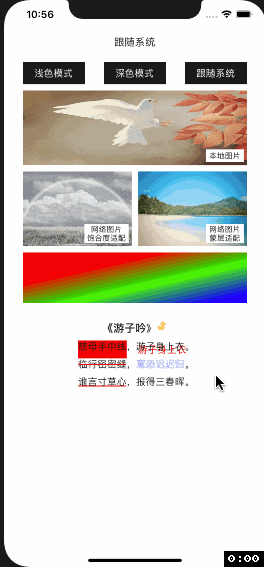 10:56
跟随系统
浅色模式
深色模式
跟随系统
本地图片
网络图片
饱合度适配
网络图片
蒙层适配
《游子吟》
慈母手中线，游子身上衣。
临行密密缝，意恐迟迟归。
谁言寸草心，报得三春晖。
0:00